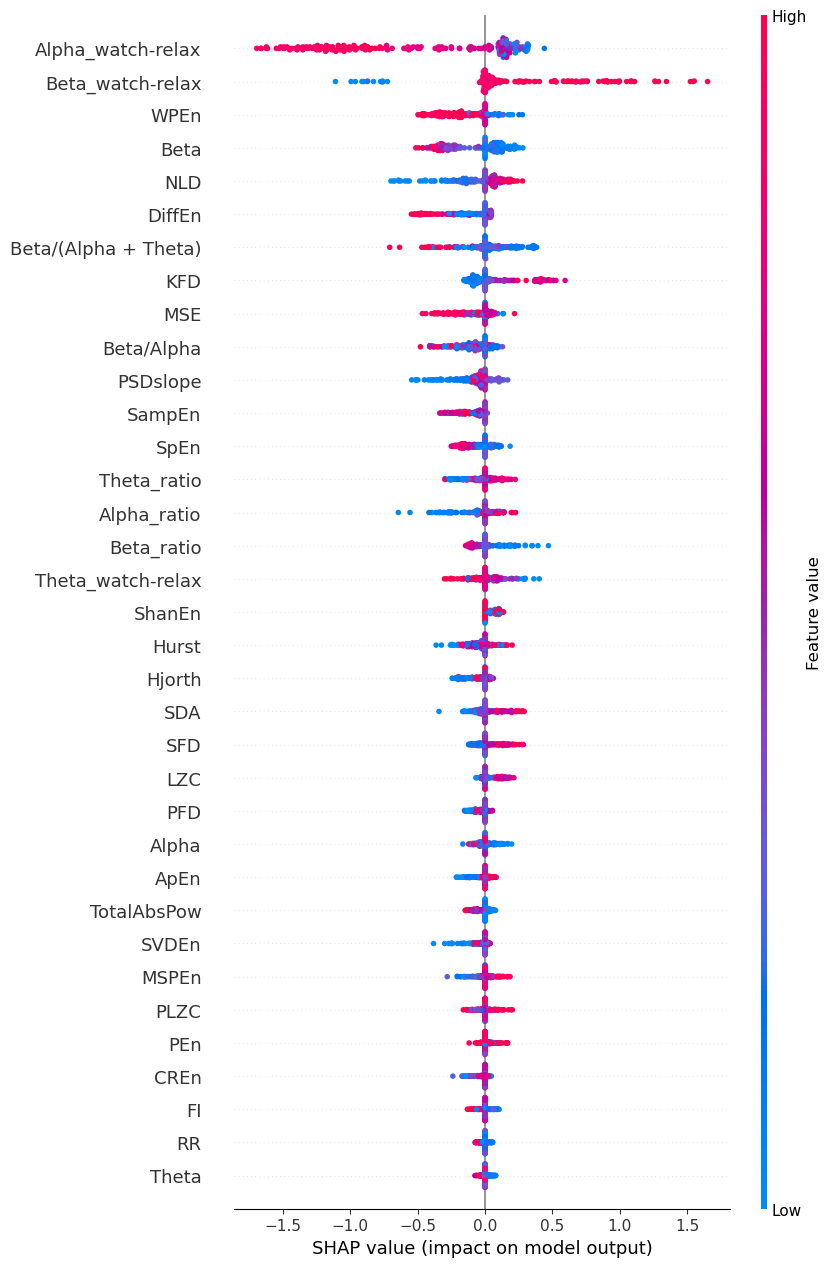 High
Alpha_watch-relax
Beta_watch-relax
WPEn
Beta
NLD
DiffEn
Beta/(Alpha + Theta)
KFD
MSE
Beta/Alpha
PSDslope
SampEn
SpEn
Theta_ratio
Alpha_ratio
Beta_ratio
Theta_watch-relax
ShanEn
Hurst
Hjorth
SDA
SFD
LZC
PFD
Alpha
ApEn
TotalAbsPow
SVDEn
MSPEn
PLZC
PEn
CREn
FI
RR
Theta
Feature value
Low
−1.5 −1.0 −0.5 0.0 0.5 1.0 1.5
SHAP value (impact on model output)